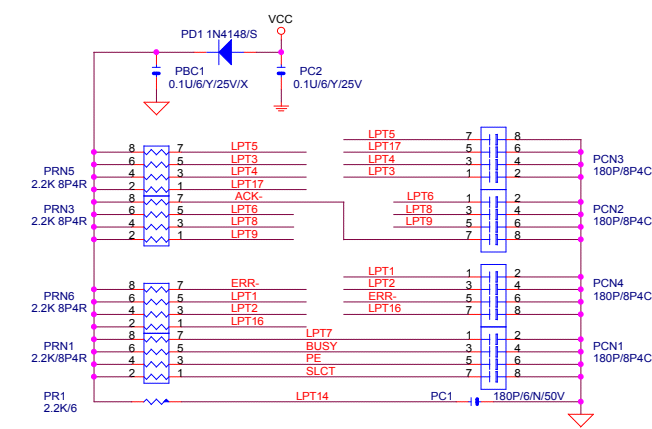 VCC
PD1 1N4148/S
PBC1
0.1U/6/Y/25V/X
PC2
0.1U/6/Y/25V
PRN5
2.2K 8P4R
8 7 LPT5
6 5 LPT3
4 3 LPT4
2 1 LPT17
PRN3
2.2K 8P4R
8 7 ACK-
6 5 LPT6
4 3 LPT8
2 1 LPT9
LPT5 7 8
LPT17 5 6
LPT4 3 4
LPT3 1 2
PCN3
180P/8P4C
LPT6 1 2
LPT8 3 4
LPT9 5 6
7 8
PCN2
180P/8P4C
PRN6
2.2K 8P4R
8 7 ERR-
6 5 LPT1
4 3 LPT2
2 1 LPT16
LPT1 1 2
LPT2 3 4
ERR- 5 6
LPT16 7 8
PCN4
180P/8P4C
PRN1
2.2K/8P4R
8 7 LPT7 1 2
6 5 BUSY 3 4
4 3 PE 5 6
2 1 SLCT 7 8
PCN1
180P/8P4C
PR1
2.2K/6
LPT14
PC1
180P/6/N/50V